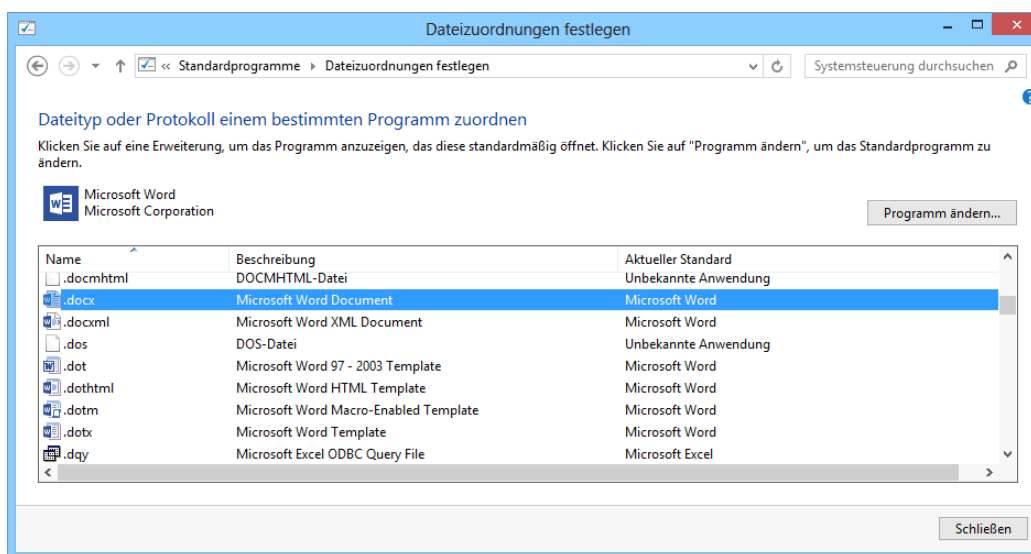 Dateizuordnungen festlegen
« Standardprogramme Dateizuordnungen festlegen Systemsteuerung durchsuchen
Dateityp oder Protokoll einem bestimmten Programm zuordnen
Klicken Sie auf eine Erweiterung, um das Programm anzuzeigen, das diese standardmäßig öffnet. Klicken Sie auf "Programm ändern", um das Standardprogramm zu
ändern.
Microsoft Word
Microsoft Corporation
Programm ändern...
Name Beschreibung Aktueller Standard
.docmhtml DOCMHTML-Datei Unbekannte Anwendung
.docx Microsoft Word Document Microsoft Word
.docxml Microsoft Word XML Document Microsoft Word
.dos DOS-Datei Unbekannte Anwendung
.dot Microsoft Word 97 - 2003 Template Microsoft Word
.dothtml Microsoft Word HTML Template Microsoft Word
.dotm Microsoft Word Macro-Enabled Template Microsoft Word
.dotx Microsoft Word Template Microsoft Word
.dqy Microsoft Excel ODBC Query File Microsoft Excel
Schließen